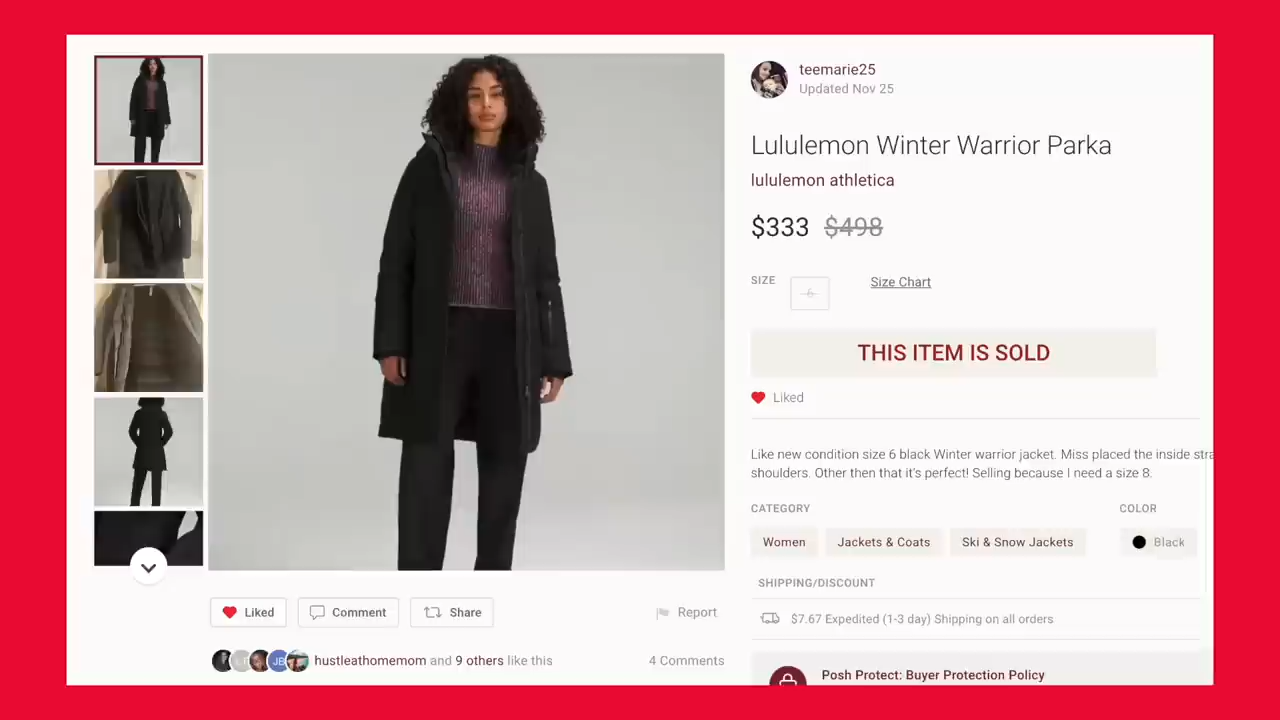 teemarie25
Updated Nov 25
Lululemon Winter Warrior Parka
lululemon athletica
$333 $498
SIZE 6 Size Chart
THIS ITEM IS SOLD
Liked
Like new condition size 6 black Winter warrior jacket. Miss placed the inside stra
shoulders. Other then that it's perfect! Selling because I need a size 8.
CATEGORY COLOR
Women Jackets & Coats Ski & Snow Jackets Black
SHIPPING/DISCOUNT
$7.67 Expedited (1-3 day) Shipping on all orders
Posh Protect: Buyer Protection Policy
Liked Comment Share Report
JB hustleathomemom and 9 others like this 4 Comments